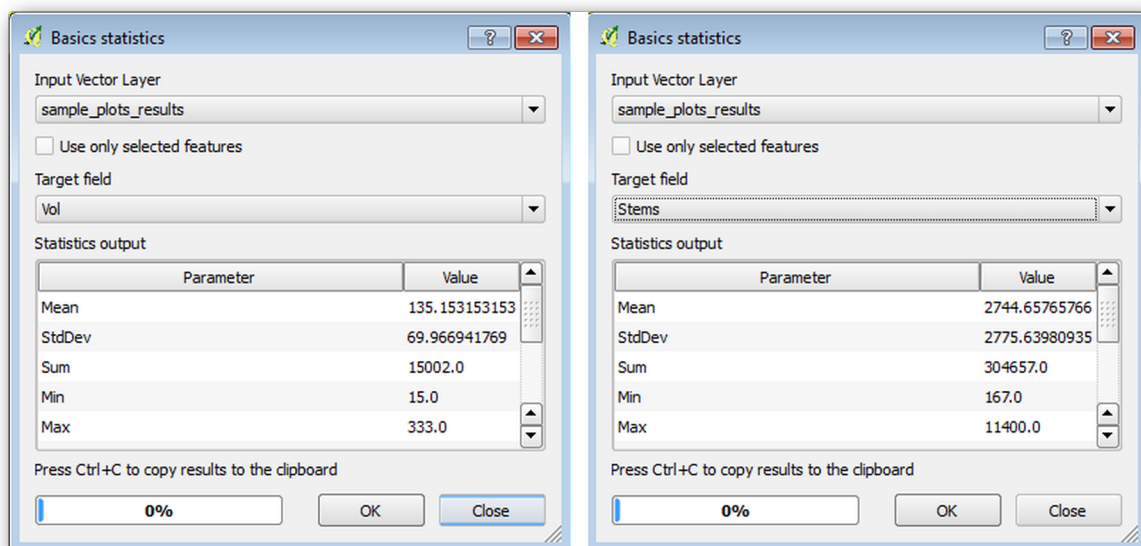 Basics statistics
Input Vector Layer
sample_plots_results
Use only selected features
Target field
Vol
Statistics output
Parameter Value
Mean 135.153153153
StdDev 69.966941769
Sum 15002.0
Min 15.0
Max 333.0
Press Ctrl+C to copy results to the clipboard
0% OK Close
Basics statistics
Input Vector Layer
sample_plots_results
Use only selected features
Target field
Stems
Statistics output
Parameter Value
Mean 2744.65765766
StdDev 2775.63980935
Sum 304657.0
Min 167.0
Max 11400.0
Press Ctrl+C to copy results to the clipboard
0% OK Close